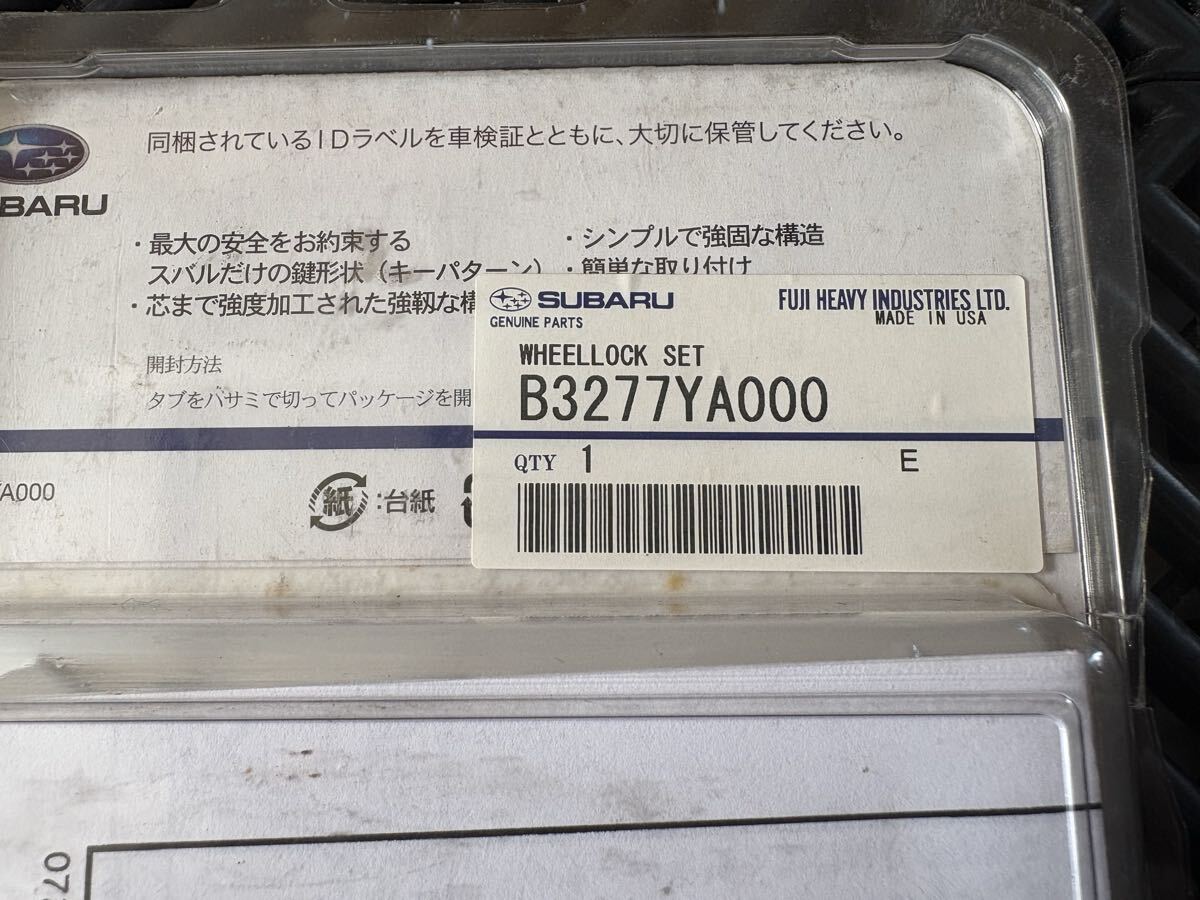 同梱されているIDラベルを車検証とともに、大切に保管してください。
BARU
・最大の安全をお約束する
スバルだけの鍵形状（キーパターン）
・芯まで強度加工された強靱な構
・シンプルで強固な構造
・簡単な取り付け
開封方法
タブをハサミで切ってパッケージを開
SUBARU
GENUINE PARTS
FUJI HEAVY INDUSTRIES LTD.
MADE IN USA
WHEELLOCK SET
B3277YA000
QTY 1
E
A000
紙:台紙
07